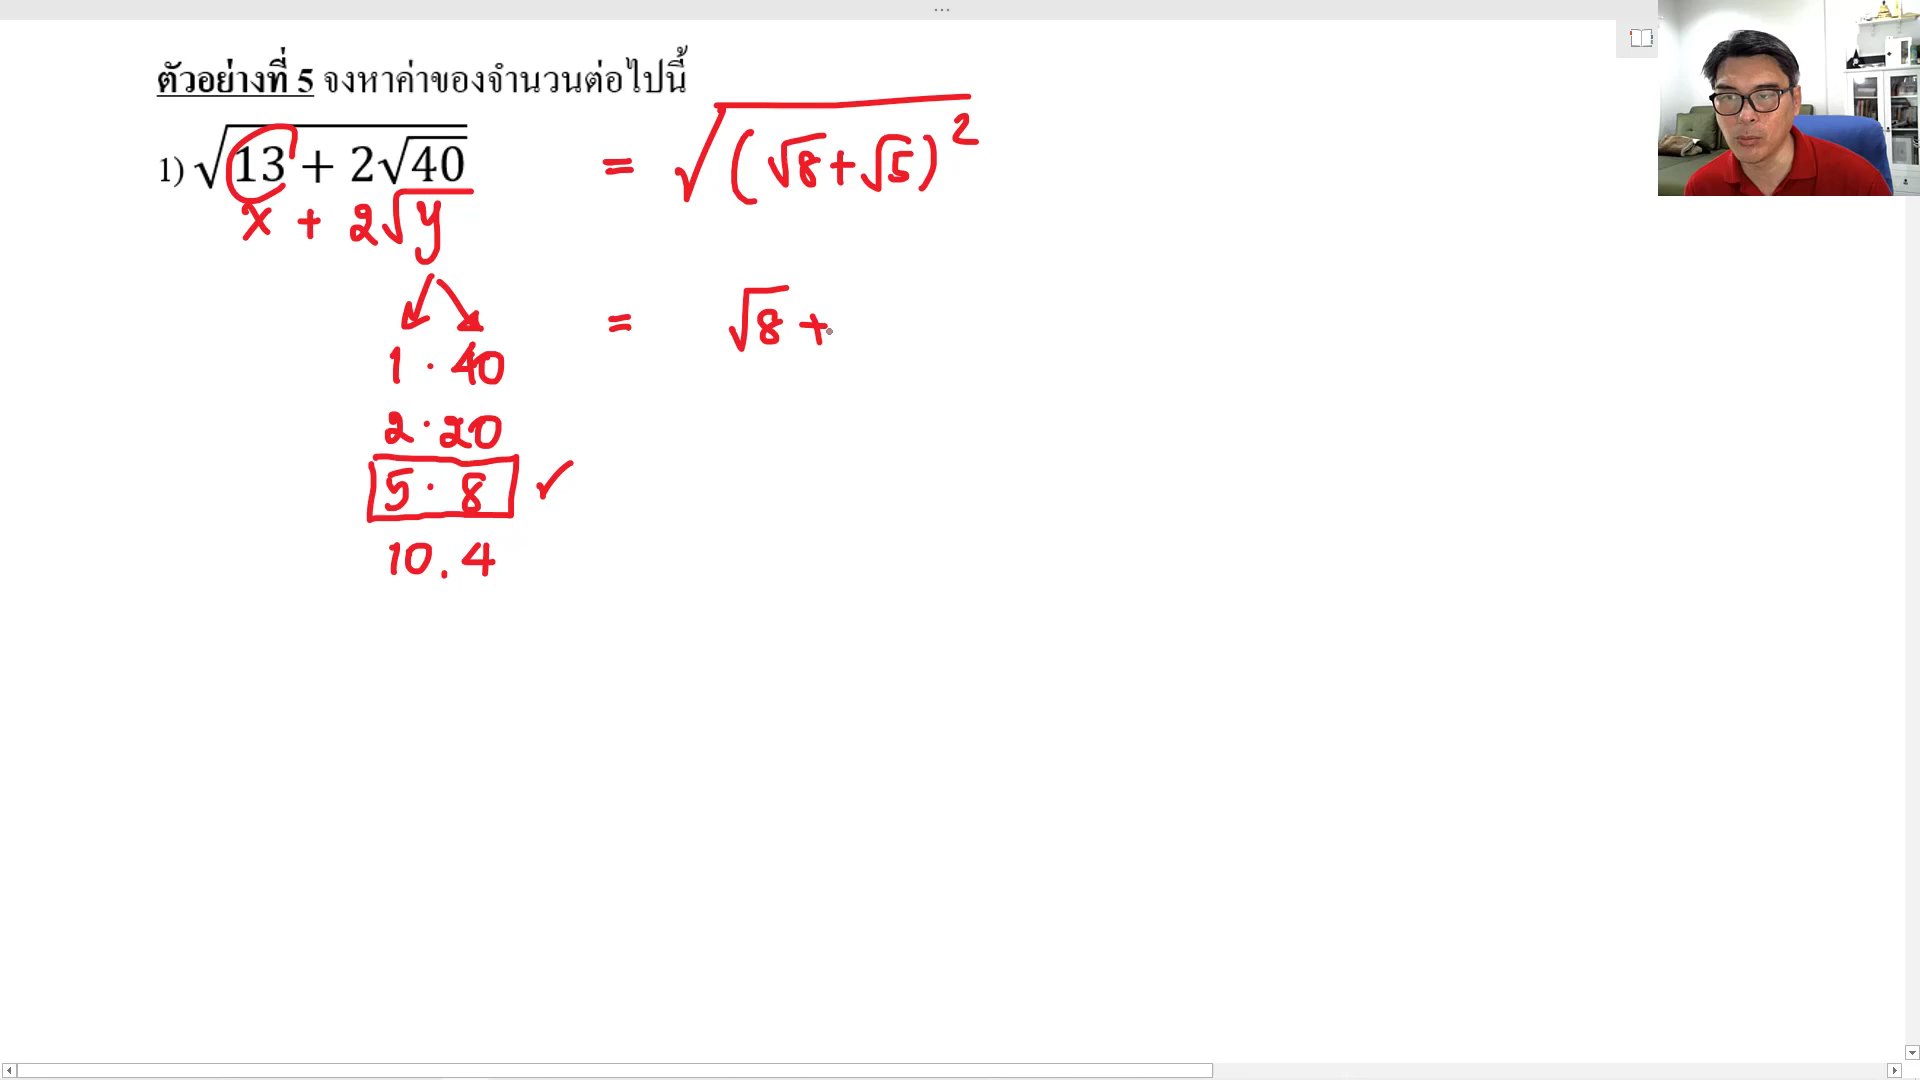 ตัวอย่างที่ 5 จงหาค่าของจำนวนต่อไปนี้
1) √(13 + 2√40) = √((√8+√5)²)
x + 2√y
= √8 +
1 · 40
2 · 20
5 · 8 ✓
10 . 4